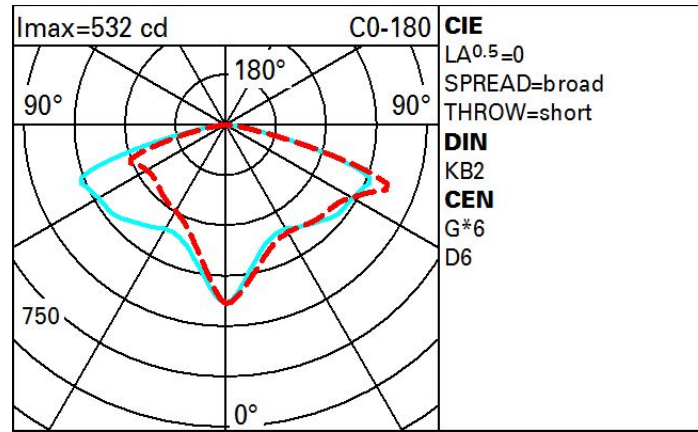 Imax=532 cd C0-180
180°
90° 90°
750
0°
CIE
LA0.5=0
SPREAD=broad
THROW=short
DIN
KB2
CEN
G*6
D6